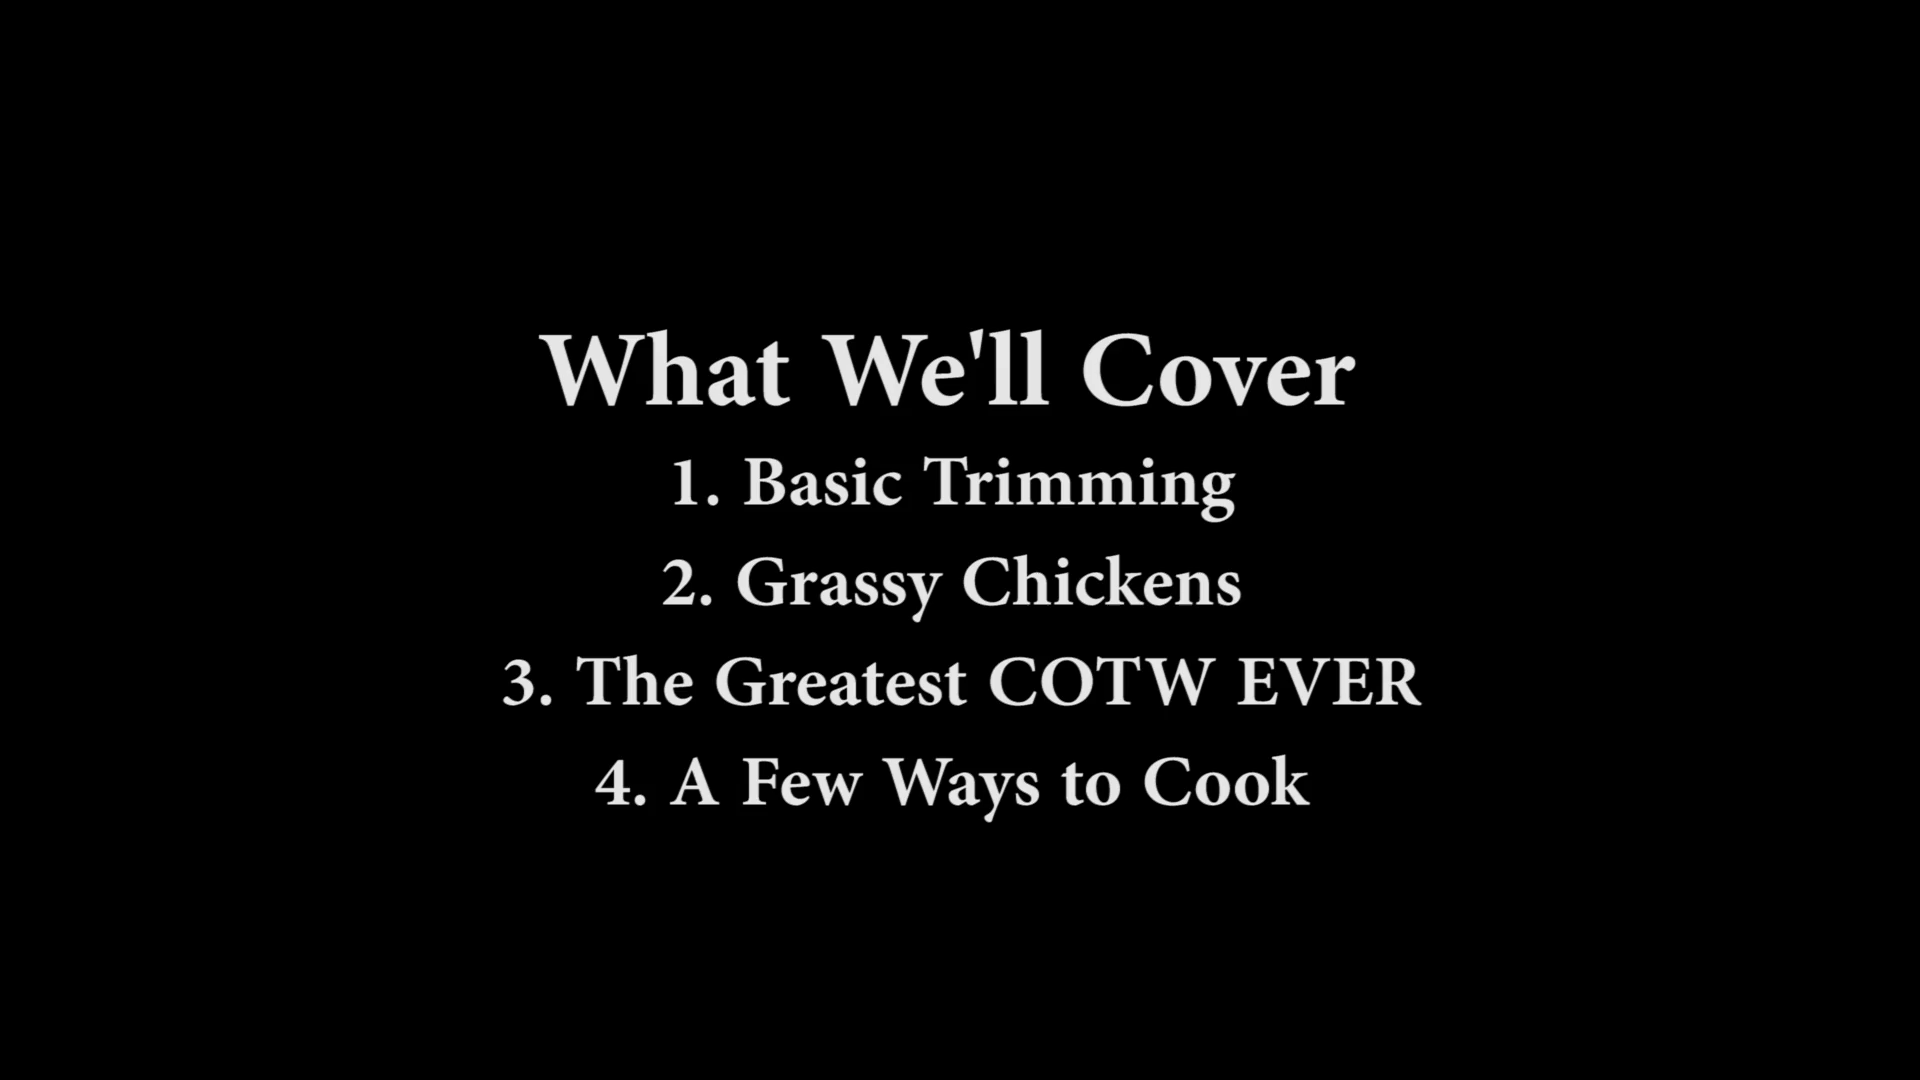 What We'll Cover
1. Basic Trimming
2. Grassy Chickens
3. The Greatest COTW EVER
4. A Few Ways to Cook